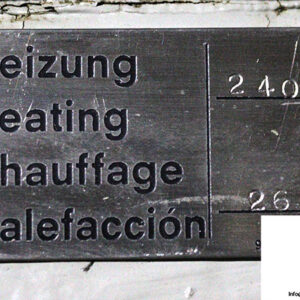 eizung
240
eating
hauffage
26
alefacción